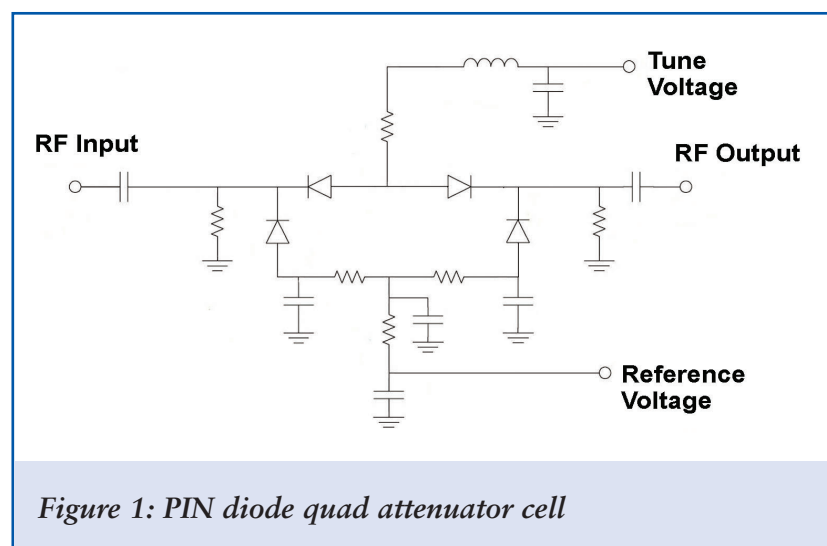 Tune
Voltage
RF Input
RF Output
Reference
Voltage
Figure 1: PIN diode quad attenuator cell